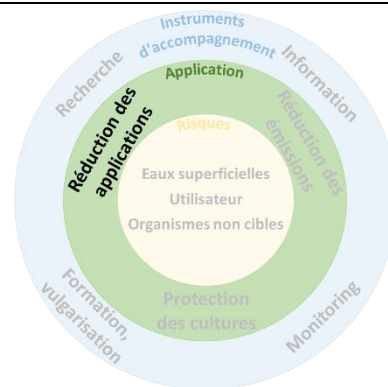 Instruments
d'accompagnement
Recherche
Information
Application
Réduction des
applications
Réduction des
émissions
Risques
Eaux superficielles
Utilisateur
Organismes non cibles
Protection
des cultures
Formation,
vulgarisation
Monitoring